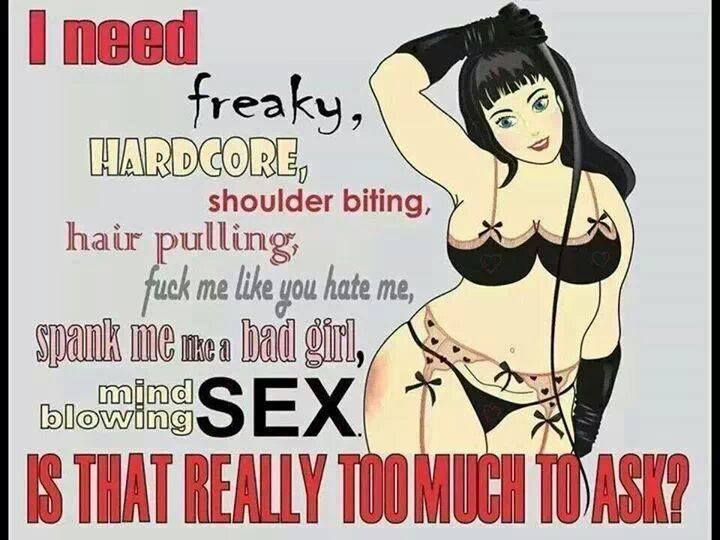 I need
freaky,
HARDCORE,
shoulder biting,
hair pulling,
fuck me like you hate me,
spank me like a bad girl,
mind
blowing SEX.
IS THAT REALLY TOO MUCH TO ASK?